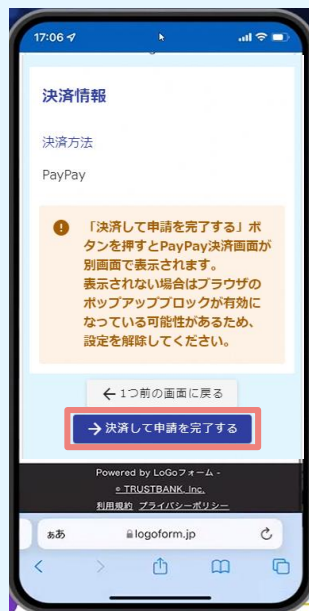 17:06
決済情報
決済方法
PayPay
「決済して申請を完了する」ボ
タンを押すとPayPay決済画面が
別画面で表示されます。
表示されない場合はブラウザの
ポップアップブロックが有効に
なっている可能性があるため、
設定を解除してください。
←1つ前の画面に戻る
→決済して申請を完了する
Powered by LoGoフォーム -
© TRUSTBANK, Inc.
利用規約 プライバシーポリシー
ぁあ
logoform.jp